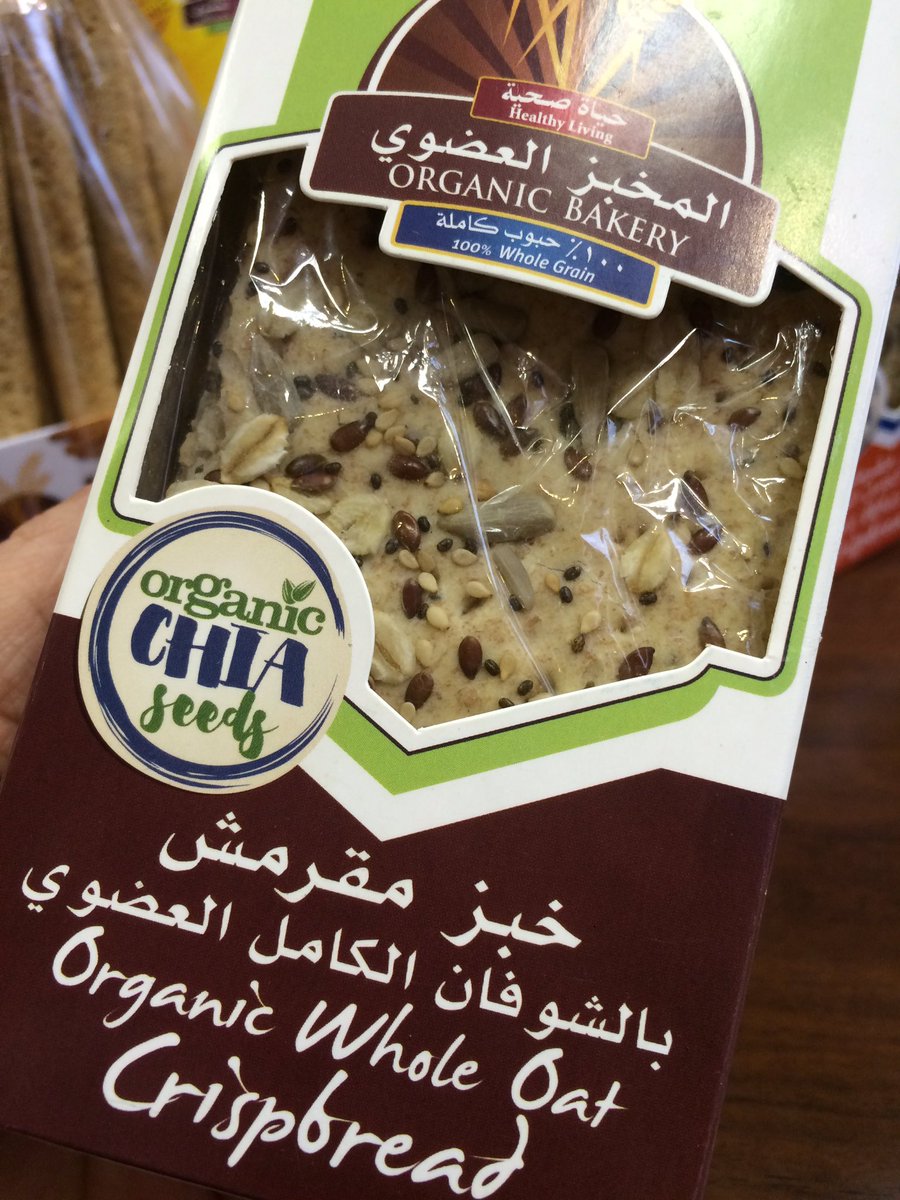 حياة صحية
Healthy Living
المخبز العضوي
ORGANIC BAKERY
١٠٠٪ حبوب كاملة
100% Whole Grain
organic
CHIA
seeds
خبز مقرمش
بالشوفان الكامل العضوي
Organic Whole Oat
Crispbread